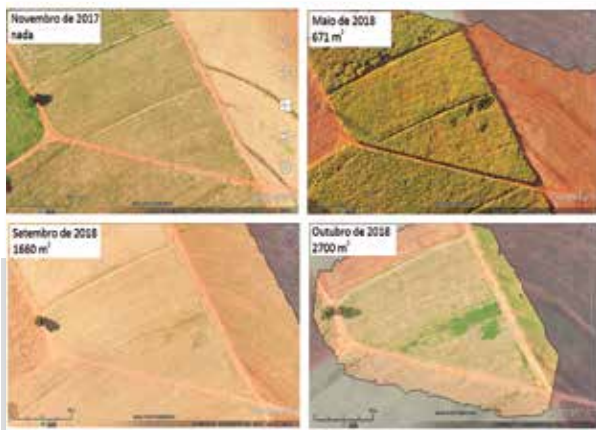 Novembro de 2017
nada
Maio de 2018
671 m²
Setembro de 2018
1660 m²
Outubro de 2018
2700 m²